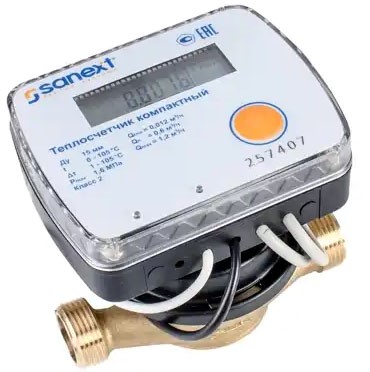 sanext
EAC
Теплосчетчик компактный
Ду 15 мм Qmin = 0,012 м³/ч
t 0 - 105 °C Qn = 0,6 м³/ч
Δt 1 - 105 °C Qmax = 1,2 м³/ч
Pmax 1,6 МПа
Класс 2
257407